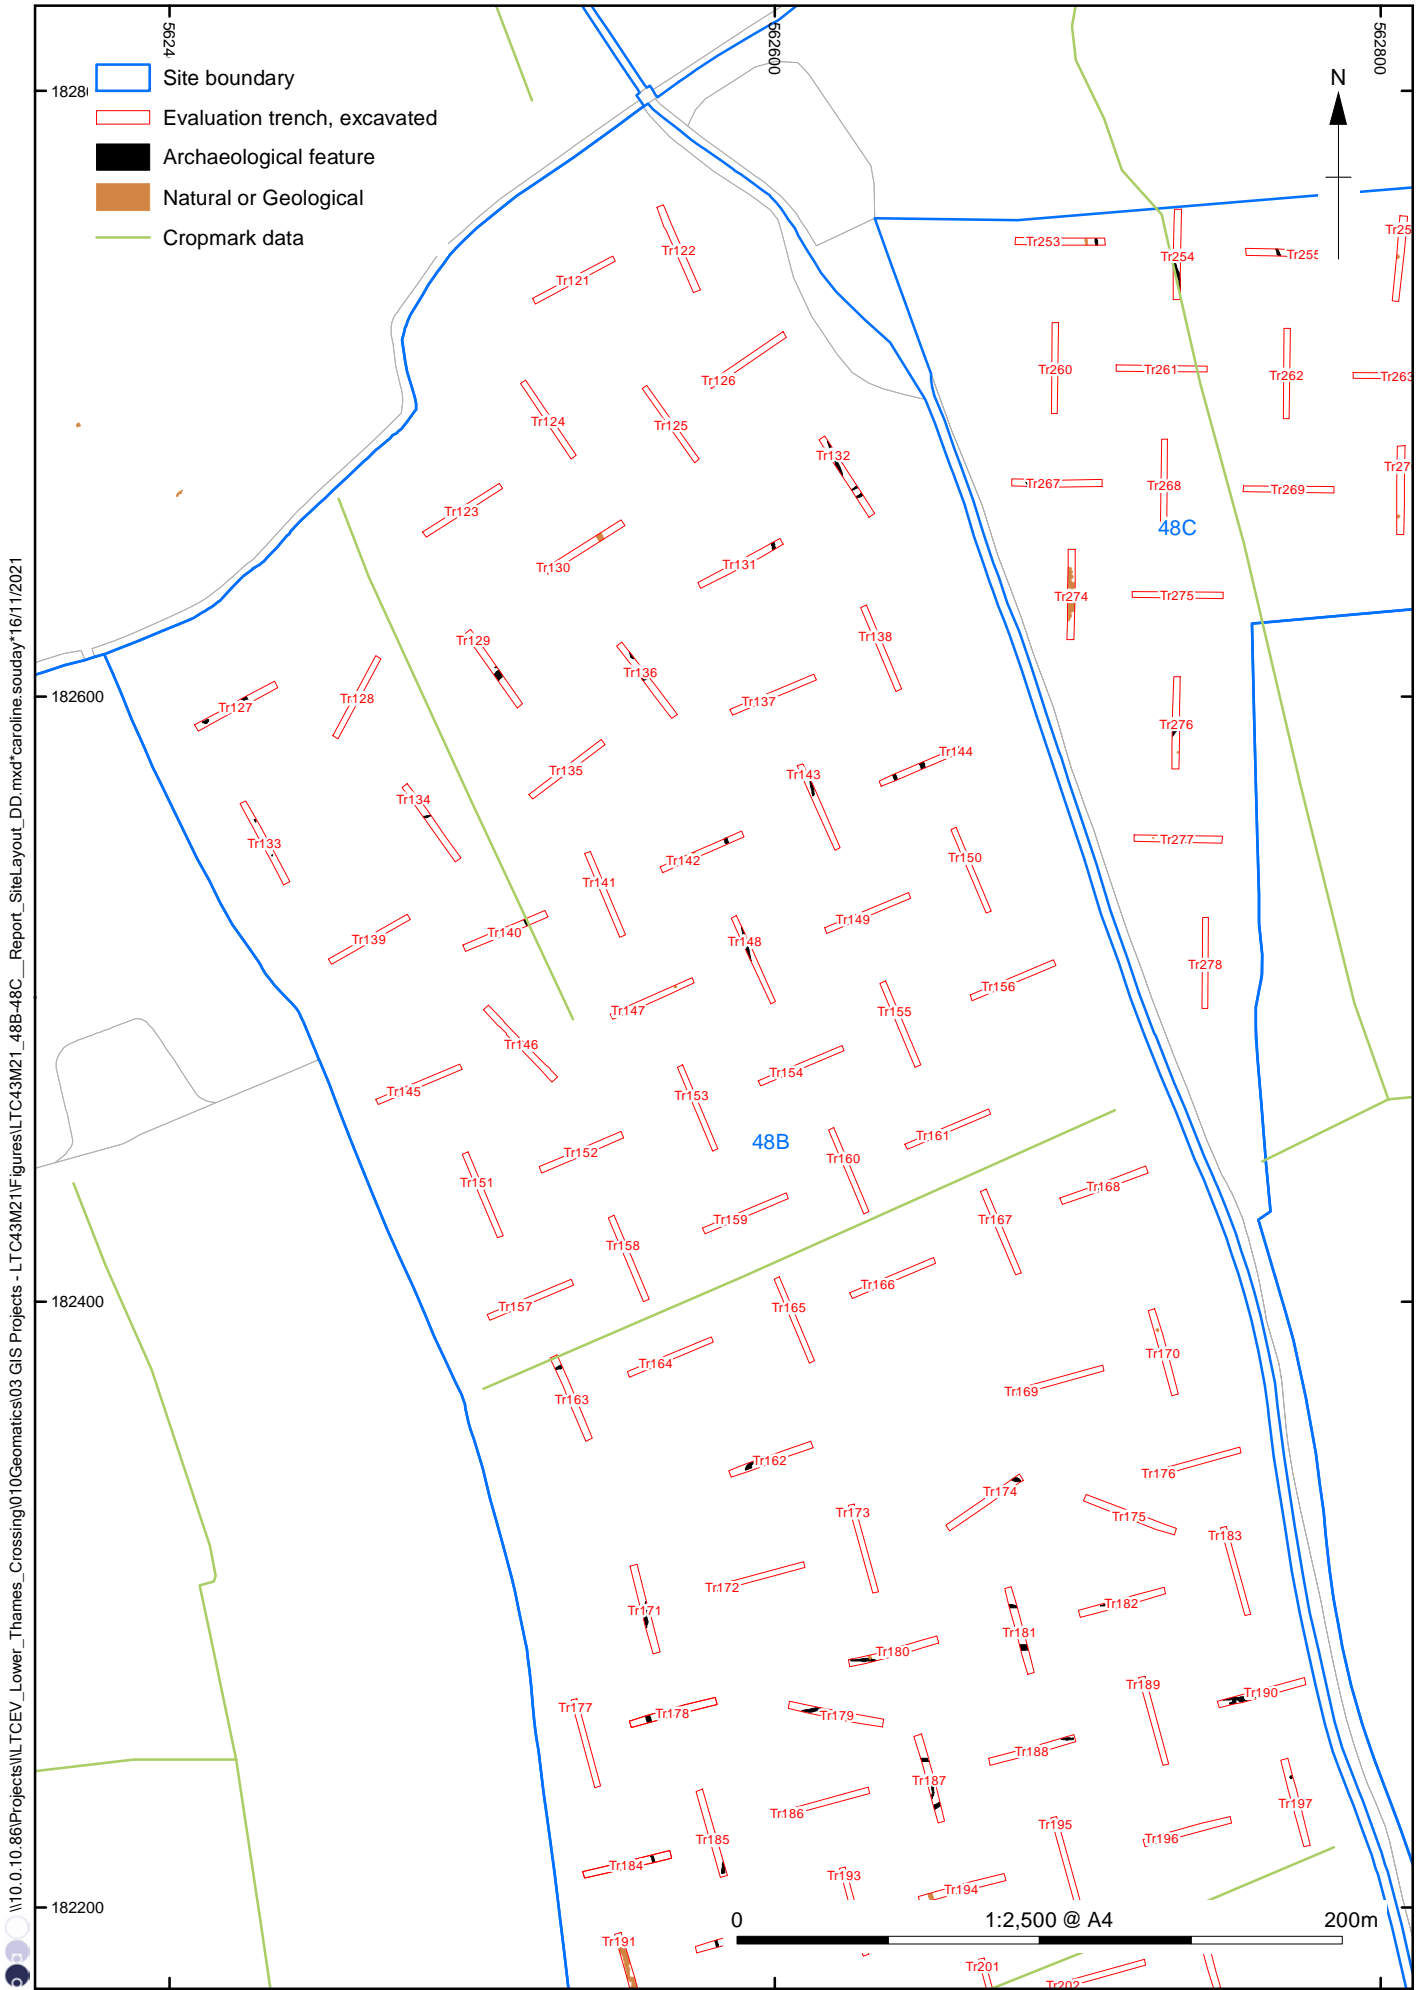 5624
562600
562800
18280
182600
182400
182200
Site boundary
Evaluation trench, excavated
Archaeological feature
Natural or Geological
Cropmark data
N
Tr122
Tr121
Tr253
Tr254
Tr255
Tr25
Tr126
Tr260
Tr261
Tr262
Tr263
Tr124
Tr125
Tr132
Tr267
Tr268
Tr269
Tr27
48C
Tr123
Tr130
Tr131
Tr274
Tr275
Tr129
Tr136
Tr138
Tr127
Tr128
Tr137
Tr276
Tr135
Tr143
Tr144
Tr134
Tr133
Tr142
Tr141
Tr150
Tr277
Tr139
Tr140
Tr148
Tr149
Tr278
Tr147
Tr156
Tr146
Tr155
Tr145
Tr153
Tr154
48B
Tr152
Tr160
Tr161
Tr151
Tr159
Tr168
Tr158
Tr167
Tr157
Tr165
Tr166
Tr164
Tr170
Tr163
Tr169
Tr162
Tr176
Tr174
Tr173
Tr175
Tr183
Tr172
Tr171
Tr182
Tr181
Tr180
Tr177
Tr178
Tr179
Tr189
Tr190
Tr188
Tr187
Tr186
Tr197
Tr185
Tr195
Tr196
Tr184
Tr193
Tr194
Tr191
Tr201
Tr202
0
1:2,500 @ A4
200m
\\10.0.10.86\Projects\l\LTCEV_Lower_Thames_Crossing\010Geomatics\03 GIS Projects - LTC43M21\Figures\LTC43M21_48B-48C__Report_SiteLayout_DD.mxd*caroline.souday*16/11/2021